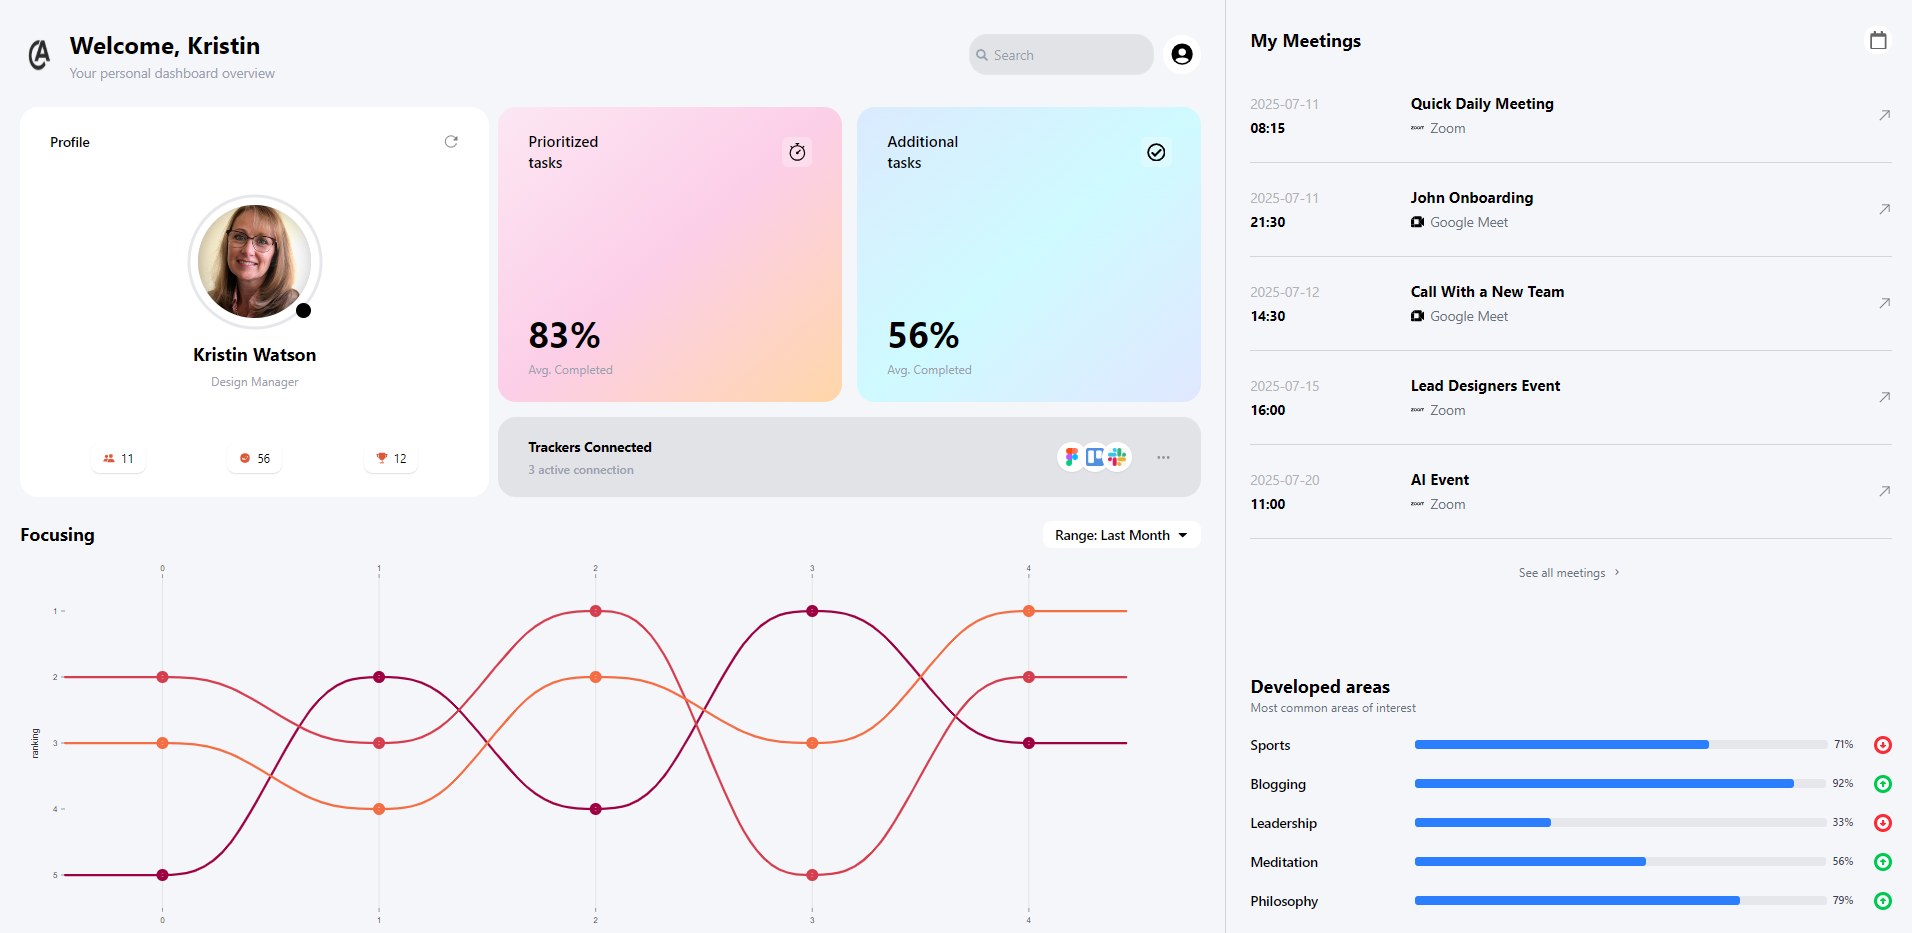 Welcome, Kristin
Your personal dashboard overview
Search
Profile
Kristin Watson
Design Manager
11
56
12
Prioritized
tasks
83%
Avg. Completed
Additional
tasks
56%
Avg. Completed
Trackers Connected
3 active connection
Focusing
Range: Last Month
0 1 2 3 4
1
2
3
4
5
ranking
0 1 2 3 4
My Meetings
2025-07-11 Quick Daily Meeting
08:15 zoom Zoom
2025-07-11 John Onboarding
21:30 Google Meet
2025-07-12 Call With a New Team
14:30 Google Meet
2025-07-15 Lead Designers Event
16:00 zoom Zoom
2025-07-20 AI Event
11:00 zoom Zoom
See all meetings
Developed areas
Most common areas of interest
Sports 71%
Blogging 92%
Leadership 33%
Meditation 56%
Philosophy 79%